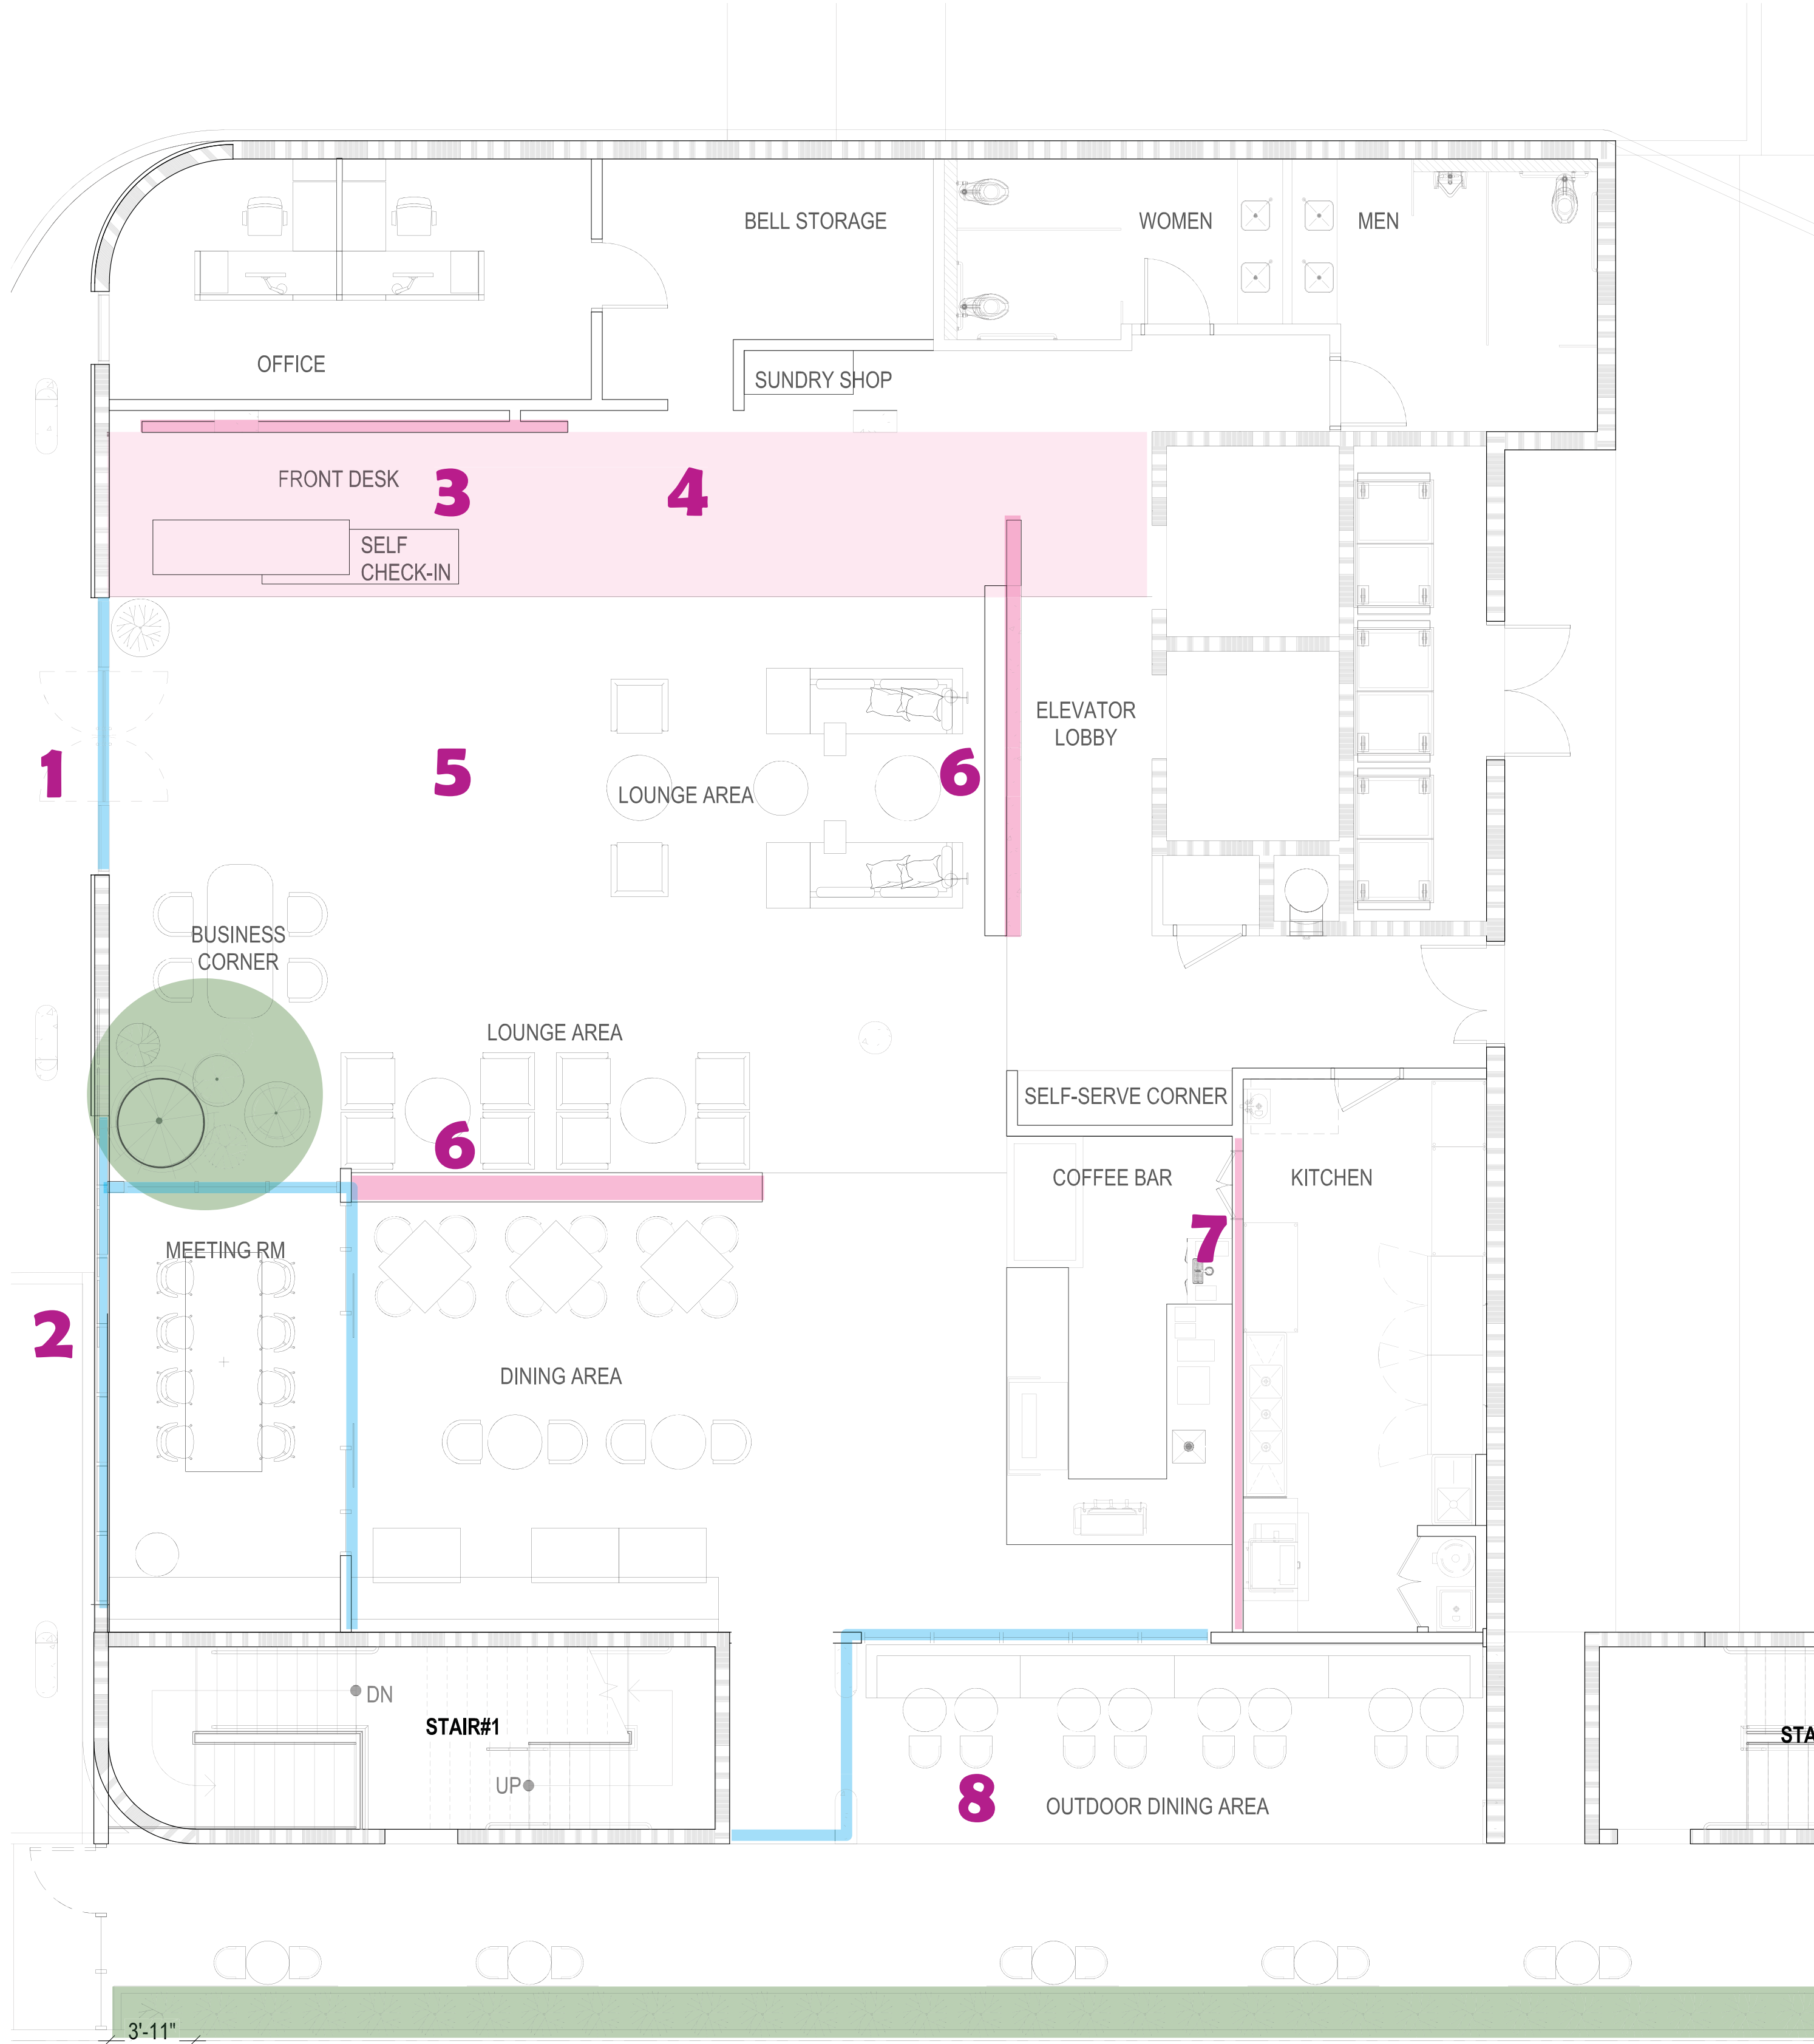 BELL STORAGE
WOMEN
MEN
OFFICE
SUNDRY SHOP
FRONT DESK
3
4
SELF
CHECK-IN
ELEVATOR
LOBBY
1
5
6
LOUNGE AREA
BUSINESS
CORNER
LOUNGE AREA
SELF-SERVE CORNER
6
COFFEE BAR
KITCHEN
7
MEETING RM
2
DINING AREA
DN
STAIR#1
STA
UP
8
OUTDOOR DINING AREA
3'-11"